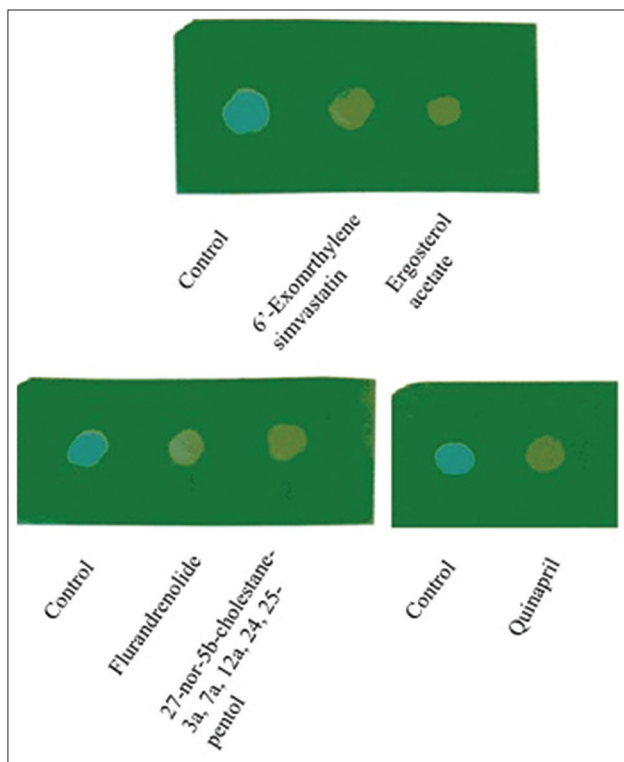 Control
6'-Exomrthylene
simvastatin
Ergosterol
acetate
Control
Flurandrenolide
27-nor-5b-cholestane-
3a, 7a, 12a, 24, 25-
pentol
Control
Quinapril